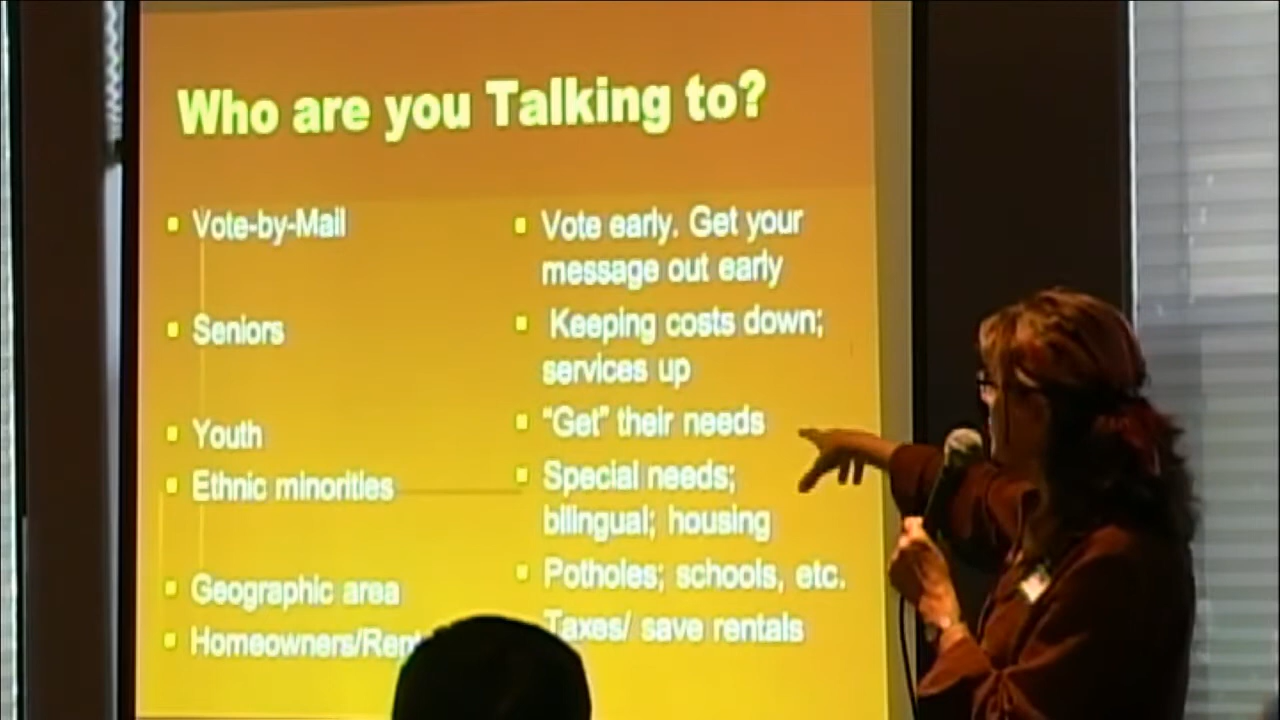 Who are you Talking to?
Vote-by-Mail
Seniors
Youth
Ethnic minorities
Geographic area
Vote early. Get your
message out early
Keeping costs down;
services up
“Get” their needs
Special needs;
bilingual; housing
Potholes; schools, etc.
Taxes/ save rentals